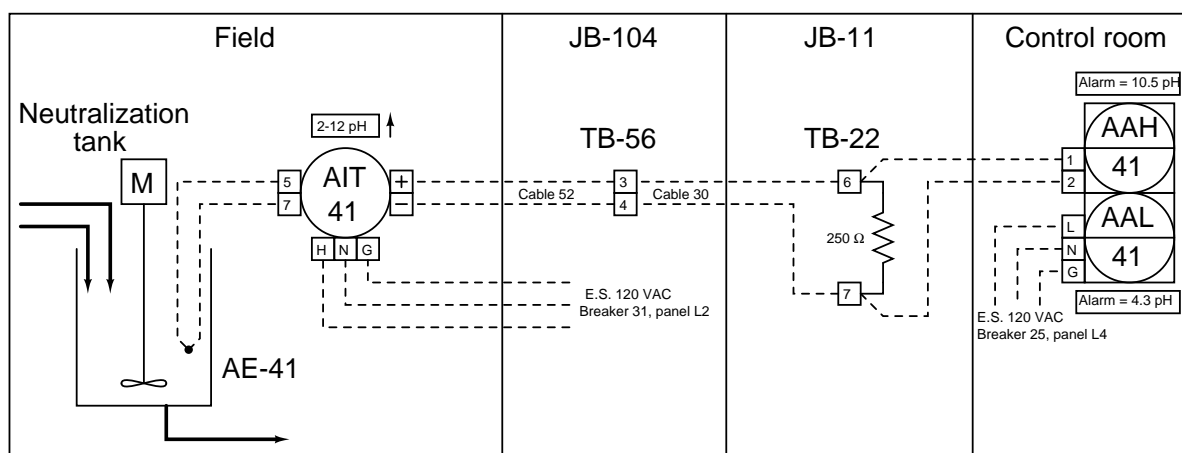 Field
JB-104
JB-11
Control room
Neutralization
tank
M
2-12 pH
5
7
AIT
41
+
−
H N G
Cable 52
E.S. 120 VAC
Breaker 31, panel L2
AE-41
TB-56
3
4
Cable 30
TB-22
6
250 Ω
7
Alarm = 10.5 pH
1
2
AAH
41
L
N
G
AAL
41
Alarm = 4.3 pH
E.S. 120 VAC
Breaker 25, panel L4